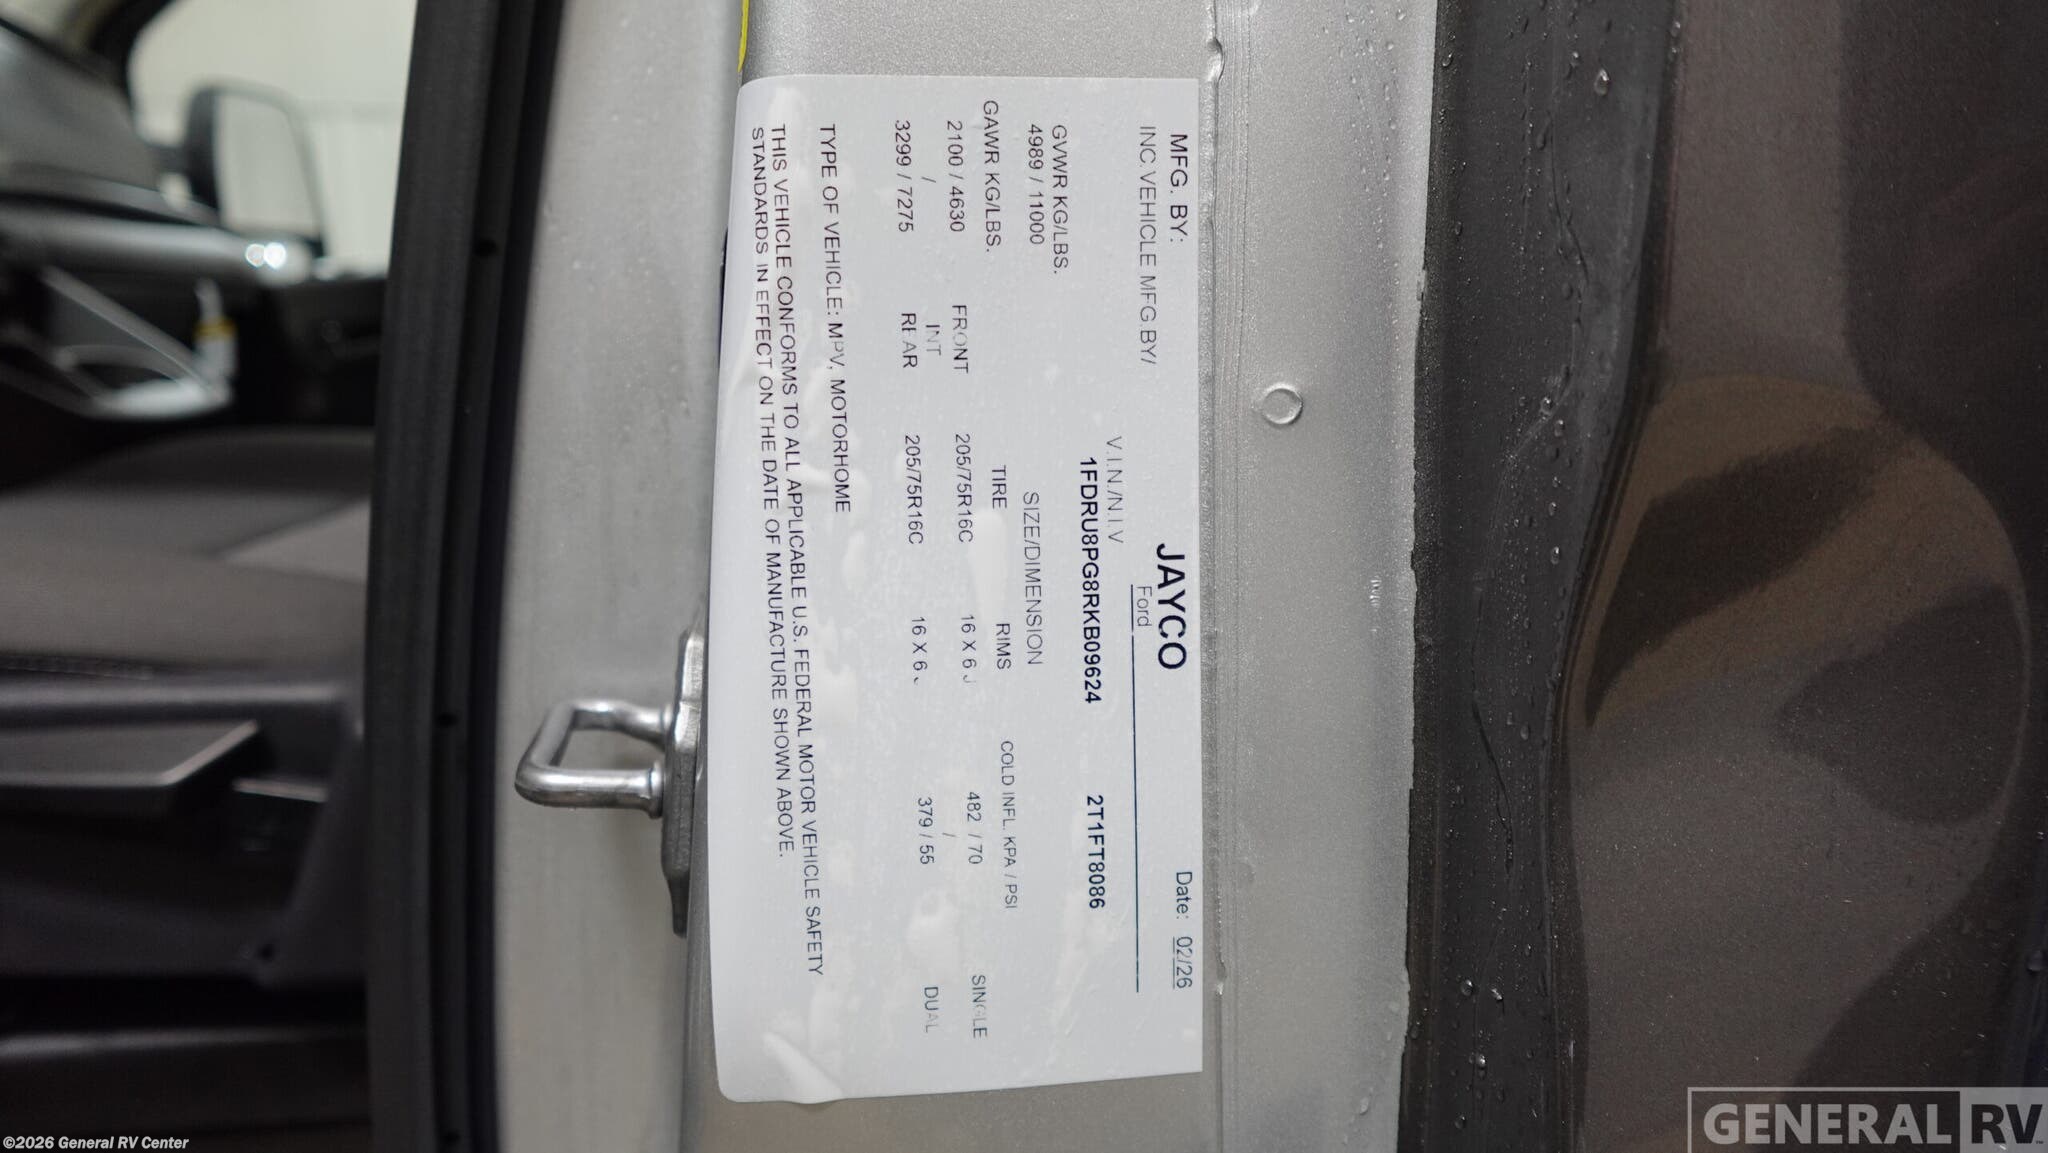 MFG. BY: JAYCO Date: 02/26
INC.VEHICLE MFG.BY/ Ford
V.I.N./N.I.V
1FDRU8PG8RKB09624 2T1FT8086
GVWR KG/LBS.
4989 / 11000 SIZE/DIMENSION
GAWR KG/LBS. TIRE RIMS COLD INFL. KPA / PSI
2100 / 4630 FRONT 205/75R16C 16 X 6 J 482 / 70 SINGLE
/ INT /
3299 / 7275 REAR 205/75R16C 16 X 6 379 / 55 DUAL
TYPE OF VEHICLE: MPV, MOTORHOME
THIS VEHICLE CONFORMS TO ALL APPLICABLE U.S. FEDERAL MOTOR VEHICLE SAFETY
STANDARDS IN EFFECT ON THE DATE OF MANUFACTURE SHOWN ABOVE.
©2026 General RV Center
GENERAL RV